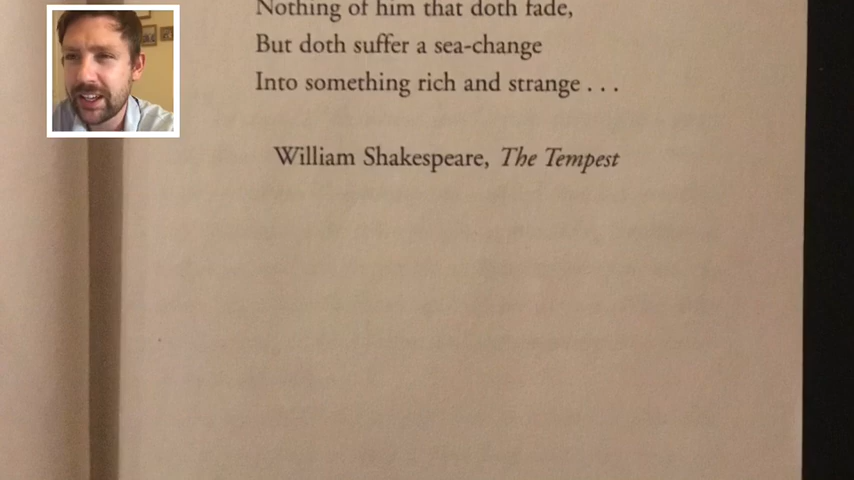 Nothing of him that doth fade,
But doth suffer a sea-change
Into something rich and strange . . .
William Shakespeare, The Tempest